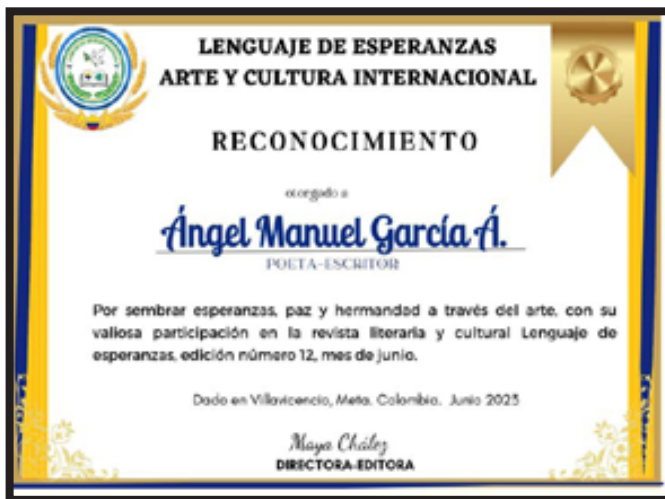 LENGUAJE DE ESPERANZAS
ARTE Y CULTURA INTERNACIONAL
RECONOCIMIENTO
otorgado a
Ángel Manuel García Á.
POETA-ESCRITOR
Por sembrar esperanzas, paz y hermandad a través del arte, con su
valiosa participación en la revista literaria y cultural Lenguaje de
esperanzas, edición número 12, mes de junio.
Dado en Villavicencio, Meta. Colombia. Junio 2023
Maya Chález
DIRECTORA-EDITORA